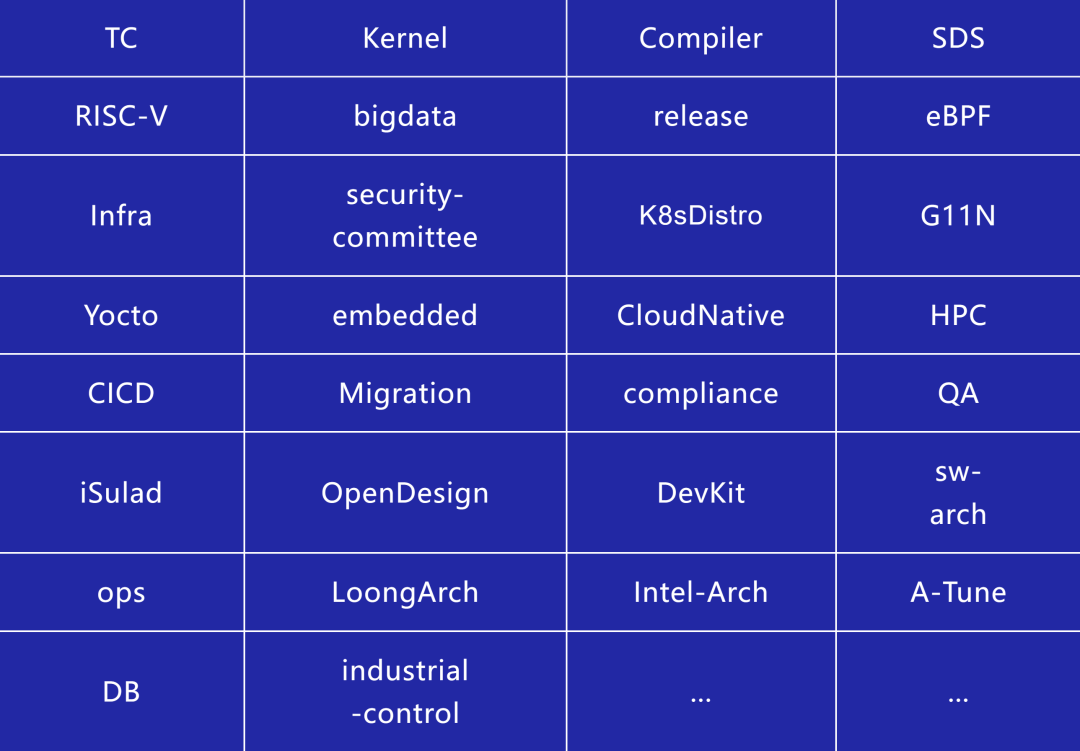 TC Kernel Compiler SDS
RISC-V bigdata release eBPF
Infra security-
committee K8sDistro G11N
Yocto embedded CloudNative HPC
CICD Migration compliance QA
iSulad OpenDesign DevKit sw-
arch
ops LoongArch Intel-Arch A-Tune
DB industrial
-control ... ...